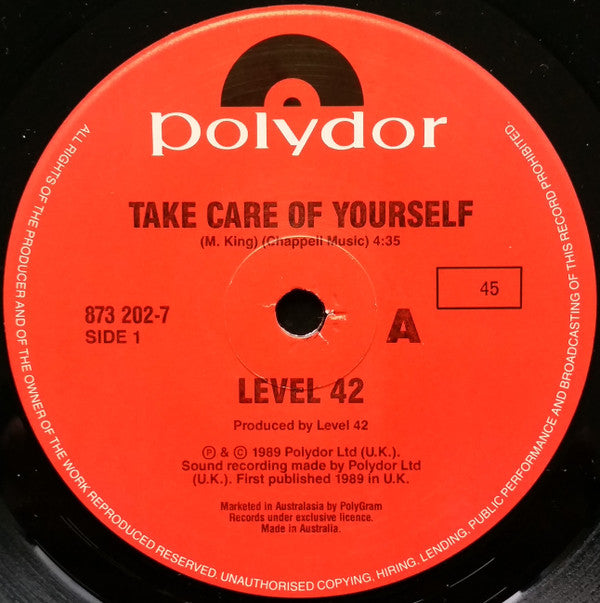 polydor
TAKE CARE OF YOURSELF
(M. King) (Chappell Music) 4:35
45
873 202-7
SIDE 1
A
LEVEL 42
Produced by Level 42
Ⓟ & © 1989 Polydor Ltd (U.K.).
Sound recording made by Polydor Ltd
(U.K.). First published 1989 in U.K.
Marketed in Australasia by PolyGram
Records under exclusive licence.
Made in Australia.
ALL RIGHTS OF THE PRODUCER AND OF THE OWNER OF THE WORK REPRODUCED RESERVED. UNAUTHORISED COPYING. HIRING. LENDING. PUBLIC PERFORMANCE AND BROADCASTING OF THIS RECORD PROHIBITED.